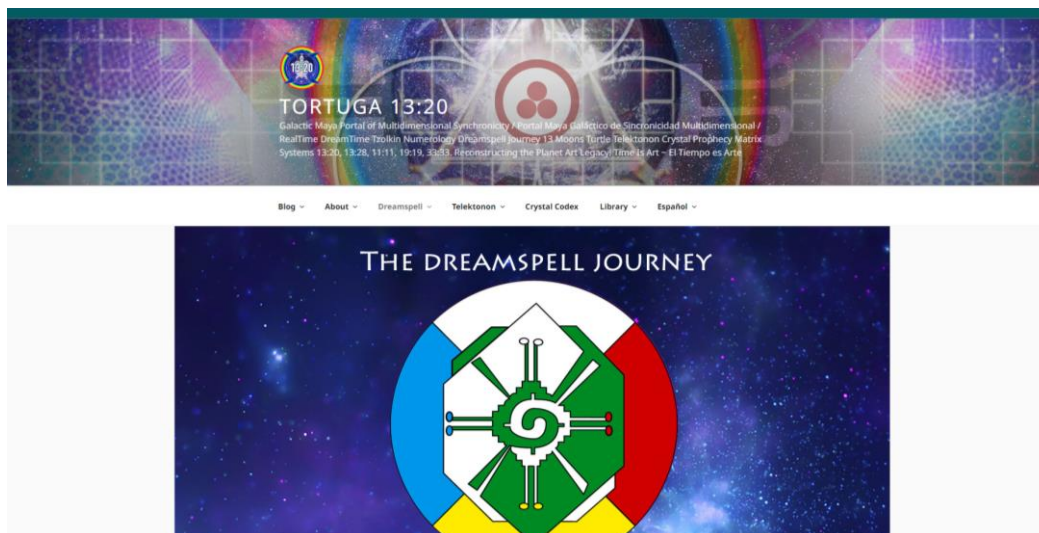 13:20
TORTUGA 13:20
Galactic Maya Portal of Multidimensional Synchronicity / Portal Maya Galáctico de Sincronicidad Multidimensional /
RealTime DreamTime Tzolkin Numerology Dreamspell Journey 13 Moons Turtle Telektonon Crystal Prophecy Matrix
Systems 13:20, 13:28, 11:11, 19:19, 33:33. Reconstructing the Planet Art Legacy! Time Is Art ~ El Tiempo es Arte
Blog About Dreamspell Telektonon Crystal Codex Library Español
THE DREAMSPELL JOURNEY